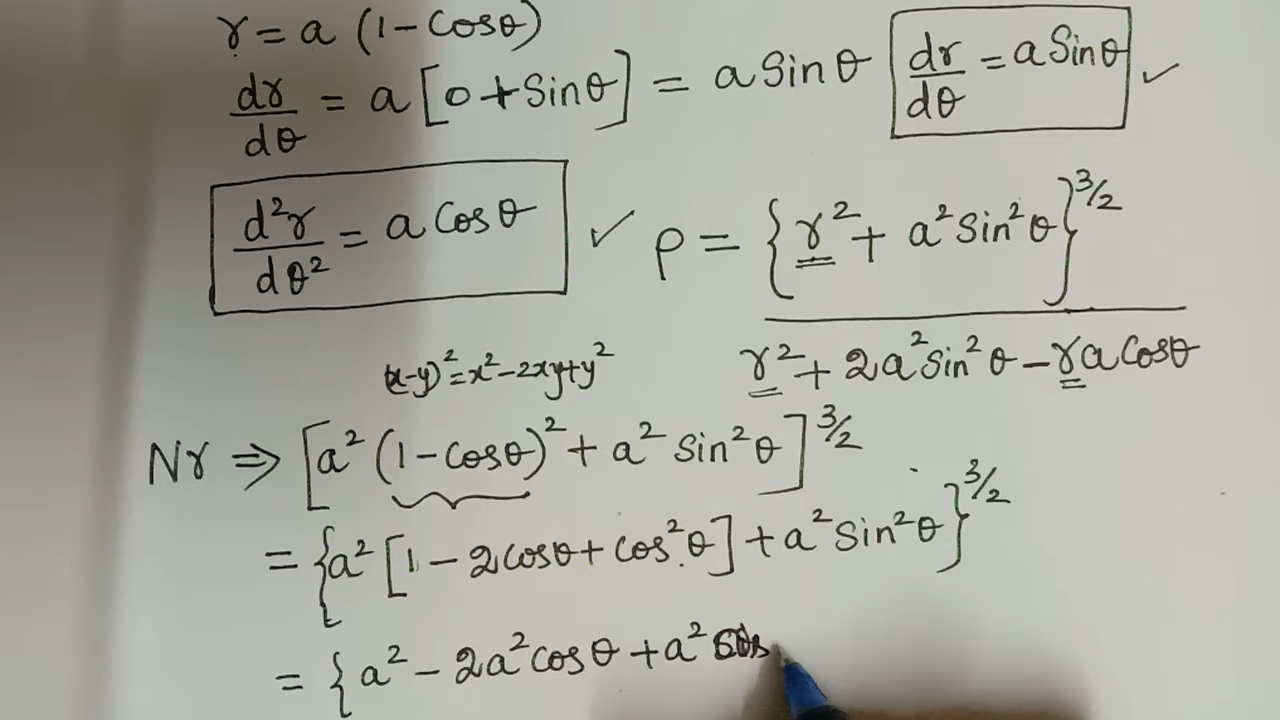 r = a (1 - Cosθ)
dr/dθ = a [0 + Sinθ] = a Sinθ dr/dθ = a Sinθ ✓
d²r/dθ² = a Cosθ ✓ ρ = {r² + a² Sin²θ}^3/2 / r² + 2a² Sin²θ - r a Cosθ
(x-y)² = x² - 2xy + y²
Nr ⇒ [a² (1 - Cosθ)² + a² Sin²θ]^3/2
= {a² [1 - 2cosθ + cos²θ] + a² Sin²θ}^3/2
= { a² - 2a² cosθ + a² cos